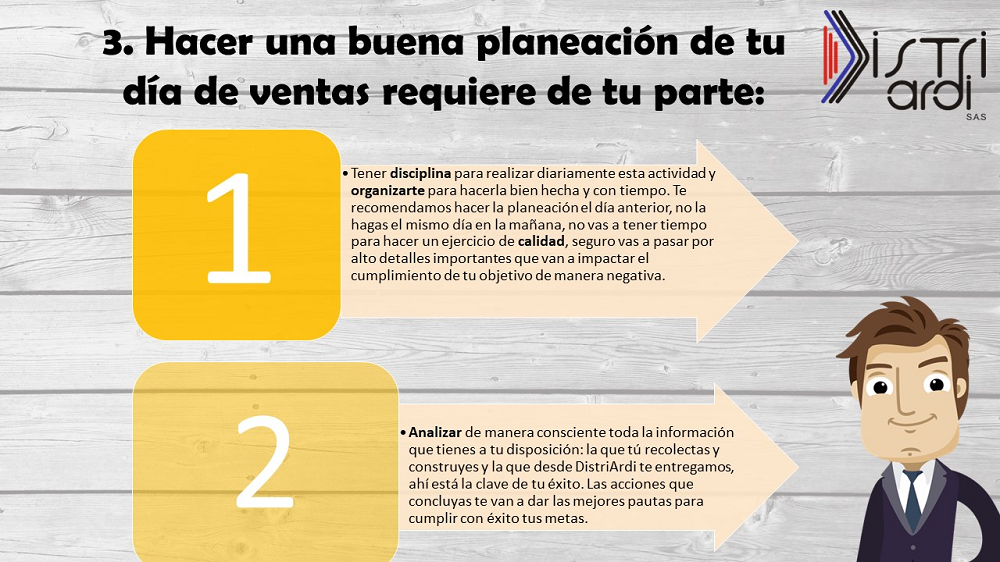 3. Hacer una buena planeación de tu
día de ventas requiere de tu parte:
DISTRI
ardi
S.A.S
1
• Tener disciplina para realizar diariamente esta actividad y
organizarte para hacerla bien hecha y con tiempo. Te
recomendamos hacer la planeación el día anterior, no la
hagas el mismo día en la mañana, no vas a tener tiempo
para hacer un ejercicio de calidad, seguro vas a pasar por
alto detalles importantes que van a impactar el
cumplimiento de tu objetivo de manera negativa.
2
• Analizar de manera consciente toda la información
que tienes a tu disposición: la que tú recolectas y
construyes y la que desde DistriArdi te entregamos,
ahí está la clave de tu éxito. Las acciones que
concluyas te van a dar las mejores pautas para
cumplir con éxito tus metas.